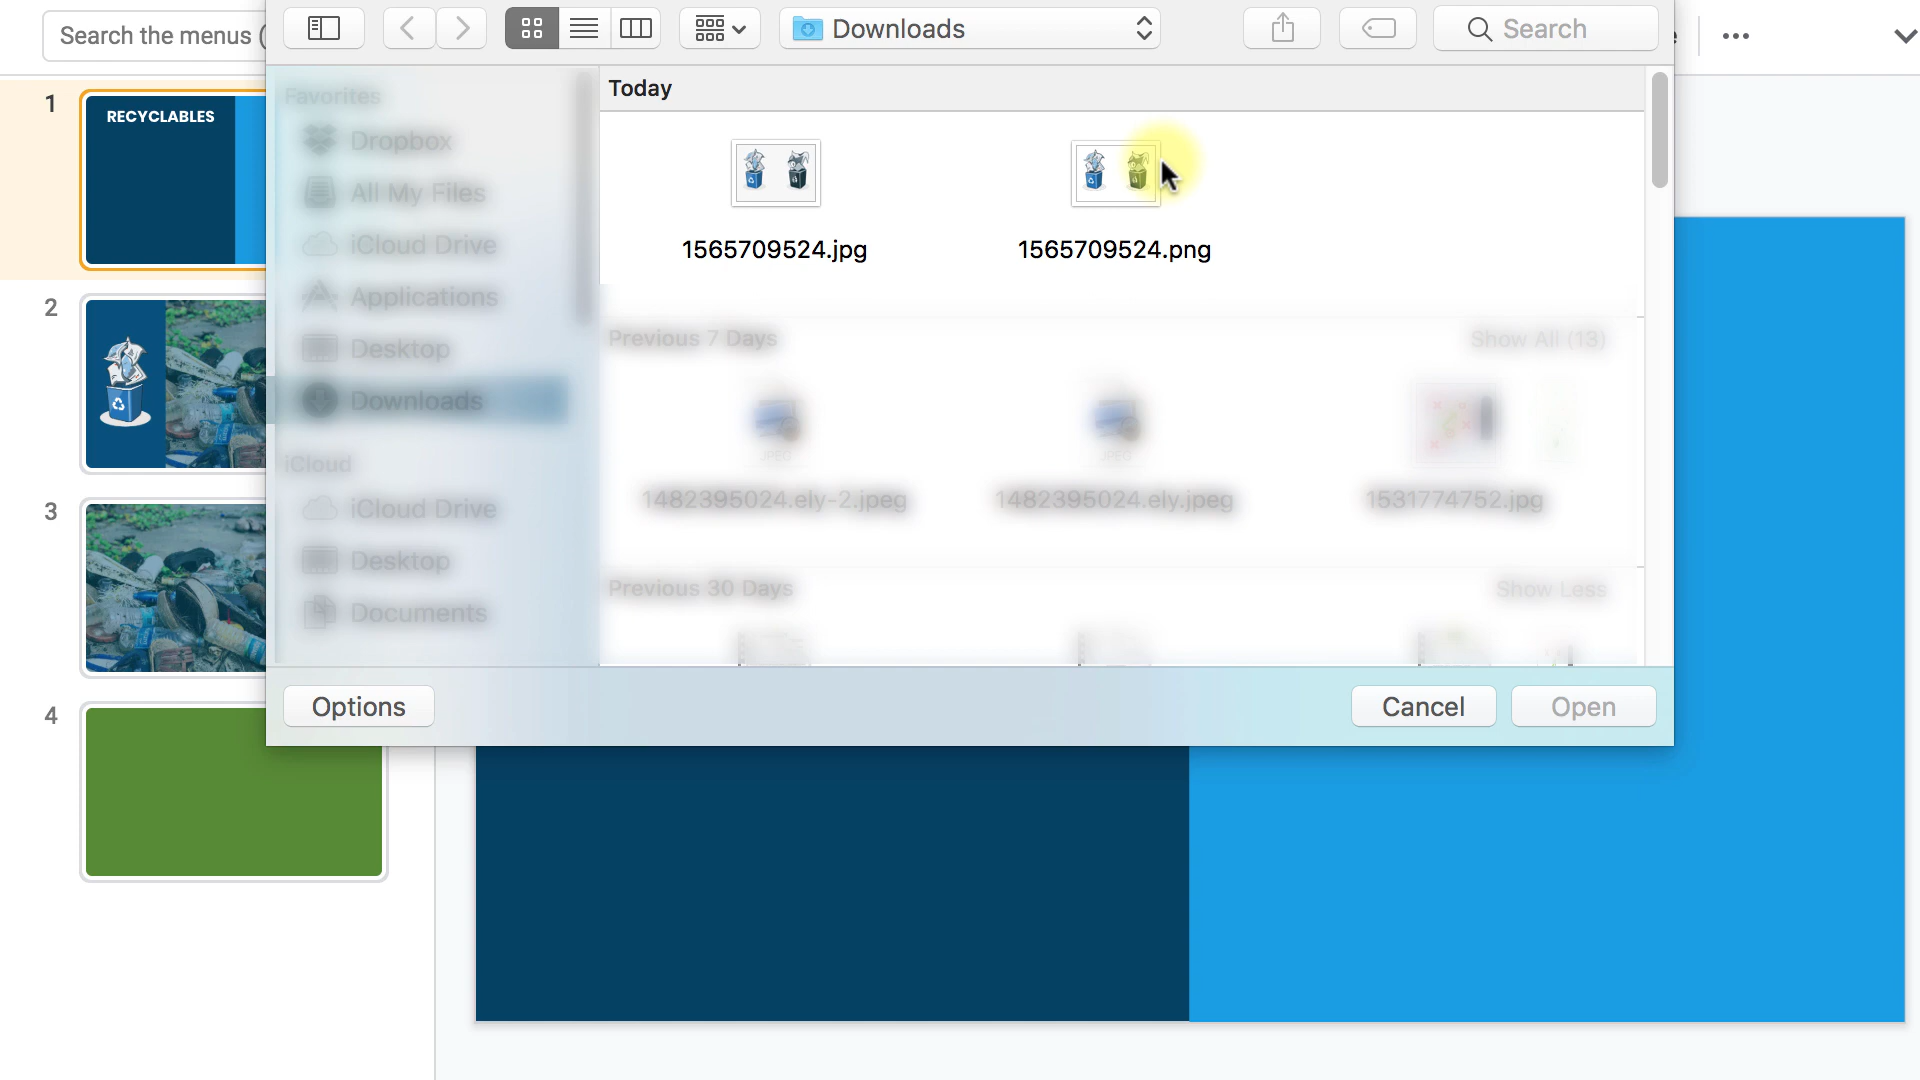 Search the menus (
Downloads
Search
Today
1
RECYCLABLES
1565709524.jpg
1565709524.png
Favorites
Dropbox
All My Files
iCloud Drive
Applications
Desktop
Downloads
iCloud
iCloud Drive
Desktop
Documents
2
3
4
Previous 7 Days
Show All (13)
JPEG
JPEG
1482395024.ely-2.jpeg
1482395024.ely.jpeg
1531774752.jpg
Previous 30 Days
Show Less
Options
Cancel
Open